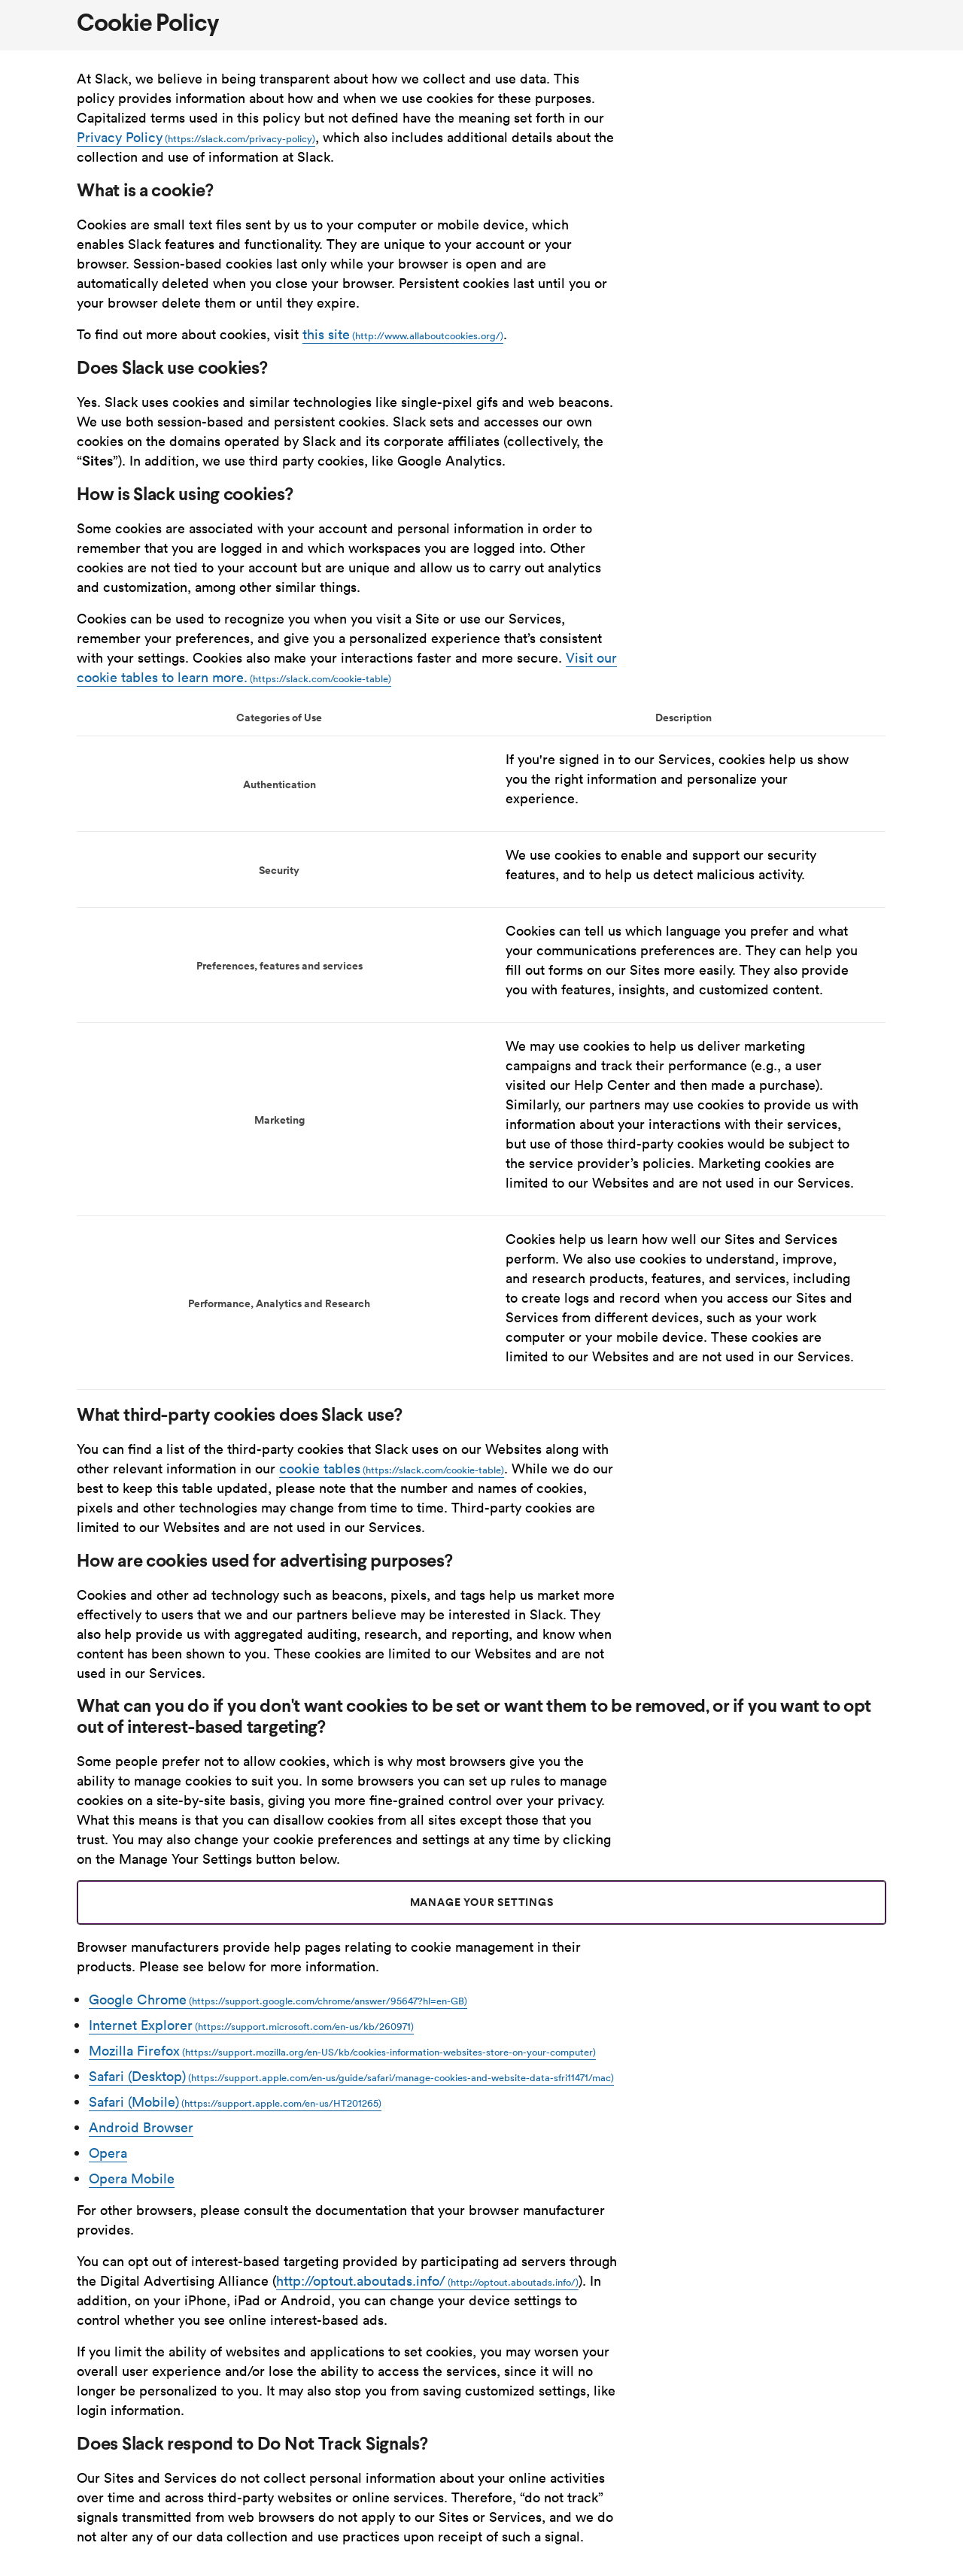 Cookie Policy
At Slack, we believe in being transparent about how we collect and use data. This
policy provides information about how and when we use cookies for these purposes.
Capitalized terms used in this policy but not defined have the meaning set forth in our
Privacy Policy (https://slack.com/privacy-policy), which also includes additional details about the
collection and use of information at Slack.
What is a cookie?
Cookies are small text files sent by us to your computer or mobile device, which
enables Slack features and functionality. They are unique to your account or your
browser. Session-based cookies last only while your browser is open and are
automatically deleted when you close your browser. Persistent cookies last until you or
your browser delete them or until they expire.
To find out more about cookies, visit this site (http://www.allaboutcookies.org/).
Does Slack use cookies?
Yes. Slack uses cookies and similar technologies like single-pixel gifs and web beacons.
We use both session-based and persistent cookies. Slack sets and accesses our own
cookies on the domains operated by Slack and its corporate affiliates (collectively, the
“Sites”). In addition, we use third party cookies, like Google Analytics.
How is Slack using cookies?
Some cookies are associated with your account and personal information in order to
remember that you are logged in and which workspaces you are logged into. Other
cookies are not tied to your account but are unique and allow us to carry out analytics
and customization, among other similar things.
Cookies can be used to recognize you when you visit a Site or use our Services,
remember your preferences, and give you a personalized experience that’s consistent
with your settings. Cookies also make your interactions faster and more secure. Visit our
cookie tables to learn more. (https://slack.com/cookie-table)
Categories of Use
Description
Authentication
If you're signed in to our Services, cookies help us show
you the right information and personalize your
experience.
Security
We use cookies to enable and support our security
features, and to help us detect malicious activity.
Preferences, features and services
Cookies can tell us which language you prefer and what
your communications preferences are. They can help you
fill out forms on our Sites more easily. They also provide
you with features, insights, and customized content.
Marketing
We may use cookies to help us deliver marketing
campaigns and track their performance (e.g., a user
visited our Help Center and then made a purchase).
Similarly, our partners may use cookies to provide us with
information about your interactions with their services,
but use of those third-party cookies would be subject to
the service provider’s policies. Marketing cookies are
limited to our Websites and are not used in our Services.
Performance, Analytics and Research
Cookies help us learn how well our Sites and Services
perform. We also use cookies to understand, improve,
and research products, features, and services, including
to create logs and record when you access our Sites and
Services from different devices, such as your work
computer or your mobile device. These cookies are
limited to our Websites and are not used in our Services.
What third-party cookies does Slack use?
You can find a list of the third-party cookies that Slack uses on our Websites along with
other relevant information in our cookie tables (https://slack.com/cookie-table). While we do our
best to keep this table updated, please note that the number and names of cookies,
pixels and other technologies may change from time to time. Third-party cookies are
limited to our Websites and are not used in our Services.
How are cookies used for advertising purposes?
Cookies and other ad technology such as beacons, pixels, and tags help us market more
effectively to users that we and our partners believe may be interested in Slack. They
also help provide us with aggregated auditing, research, and reporting, and know when
content has been shown to you. These cookies are limited to our Websites and are not
used in our Services.
What can you do if you don't want cookies to be set or want them to be removed, or if you want to opt
out of interest-based targeting?
Some people prefer not to allow cookies, which is why most browsers give you the
ability to manage cookies to suit you. In some browsers you can set up rules to manage
cookies on a site-by-site basis, giving you more fine-grained control over your privacy.
What this means is that you can disallow cookies from all sites except those that you
trust. You may also change your cookie preferences and settings at any time by clicking
on the Manage Your Settings button below.
MANAGE YOUR SETTINGS
Browser manufacturers provide help pages relating to cookie management in their
products. Please see below for more information.
• Google Chrome (https://support.google.com/chrome/answer/95647?hl=en-GB)
• Internet Explorer (https://support.microsoft.com/en-us/kb/260971)
• Mozilla Firefox (https://support.mozilla.org/en-US/kb/cookies-information-websites-store-on-your-computer)
• Safari (Desktop) (https://support.apple.com/en-us/guide/safari/manage-cookies-and-website-data-sfri11471/mac)
• Safari (Mobile) (https://support.apple.com/en-us/HT201265)
• Android Browser
• Opera
• Opera Mobile
For other browsers, please consult the documentation that your browser manufacturer
provides.
You can opt out of interest-based targeting provided by participating ad servers through
the Digital Advertising Alliance (http://optout.aboutads.info/ (http://optout.aboutads.info/)). In
addition, on your iPhone, iPad or Android, you can change your device settings to
control whether you see online interest-based ads.
If you limit the ability of websites and applications to set cookies, you may worsen your
overall user experience and/or lose the ability to access the services, since it will no
longer be personalized to you. It may also stop you from saving customized settings, like
login information.
Does Slack respond to Do Not Track Signals?
Our Sites and Services do not collect personal information about your online activities
over time and across third-party websites or online services. Therefore, “do not track”
signals transmitted from web browsers do not apply to our Sites or Services, and we do
not alter any of our data collection and use practices upon receipt of such a signal.